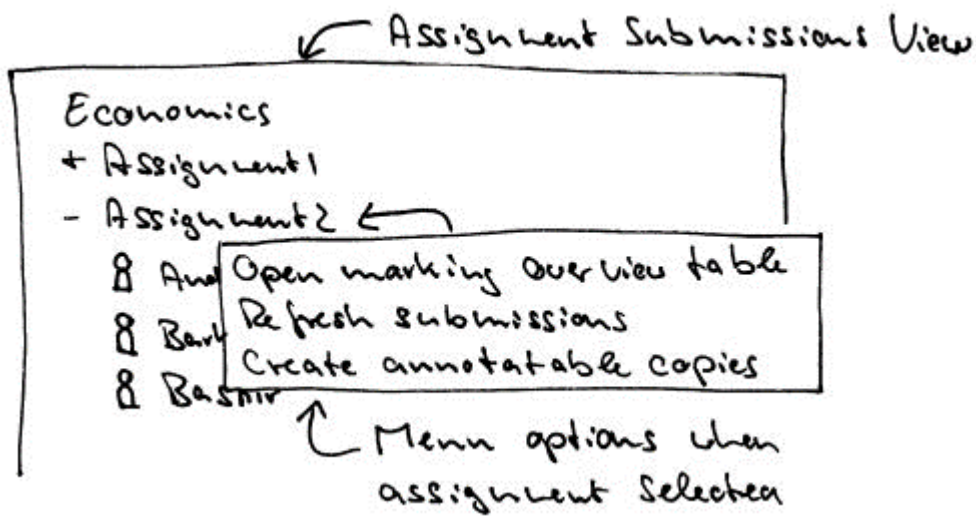 Assignment Submissions View
Economics
+ Assignment1
- Assignment2
Open marking overview table
Refresh submissions
Create annotatable copies
Bashir
Menu options when
assignment selected